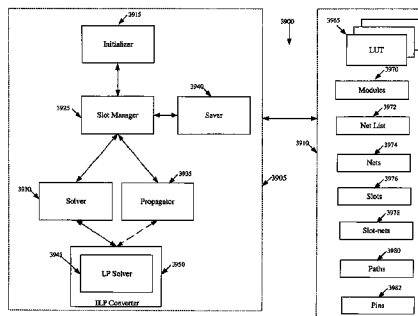 3915
Initializer
3900
3925
Slot Manager
3940
Saver
3930
Solver
3935
Propagator
3905
3945
LP Solver
3950
ILP Converter
3965
LUT
3970
Modules
3972
Net List
3910
3974
Nets
3976
Slots
3978
Slot-nets
3980
Paths
3982
Pins